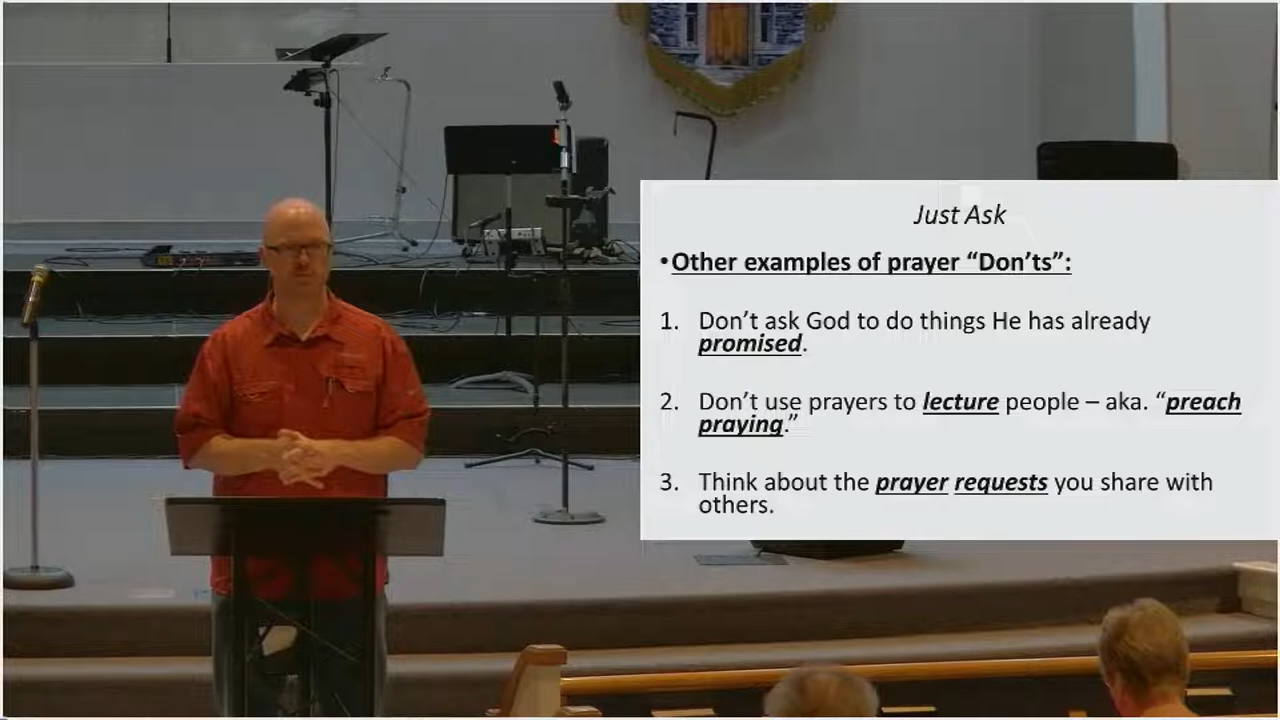 Just Ask
•Other examples of prayer “Don’ts”:
1. Don’t ask God to do things He has already
promised.
2. Don’t use prayers to lecture people – aka. “preach
praying.”
3. Think about the prayer requests you share with
others.